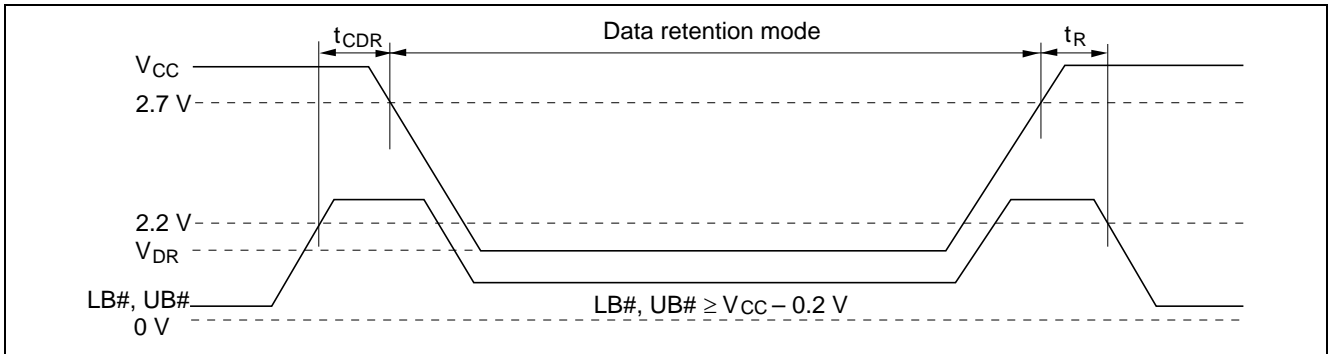 tCDR Data retention mode tR
VCC
2.7 V
2.2 V
VDR
LB#, UB#
LB#, UB# ≥ VCC – 0.2 V
0 V